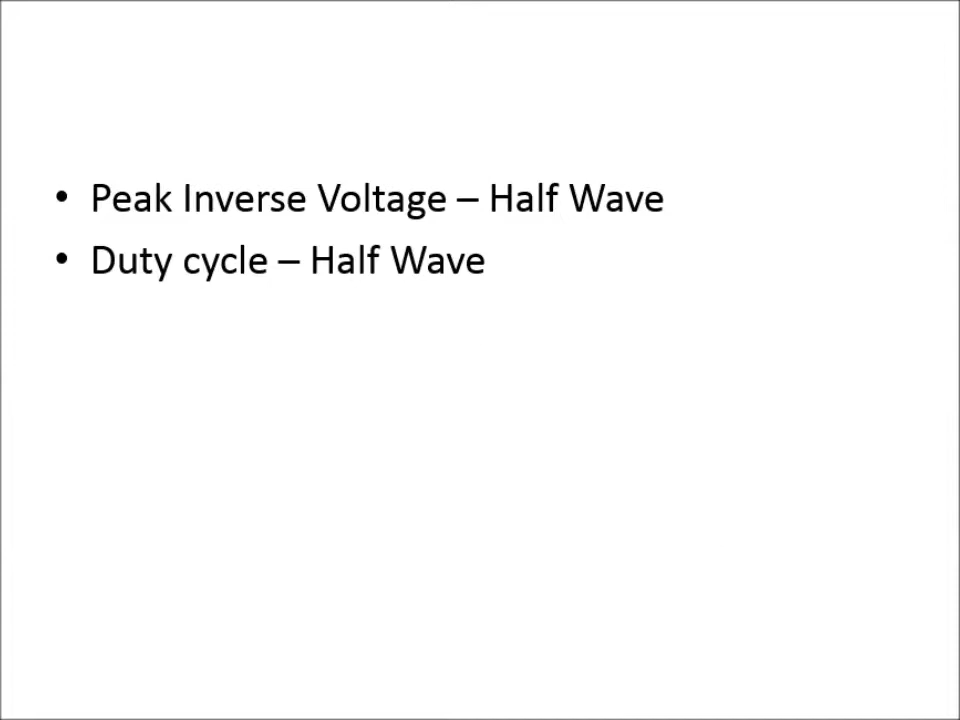 • Peak Inverse Voltage – Half Wave
• Duty cycle – Half Wave